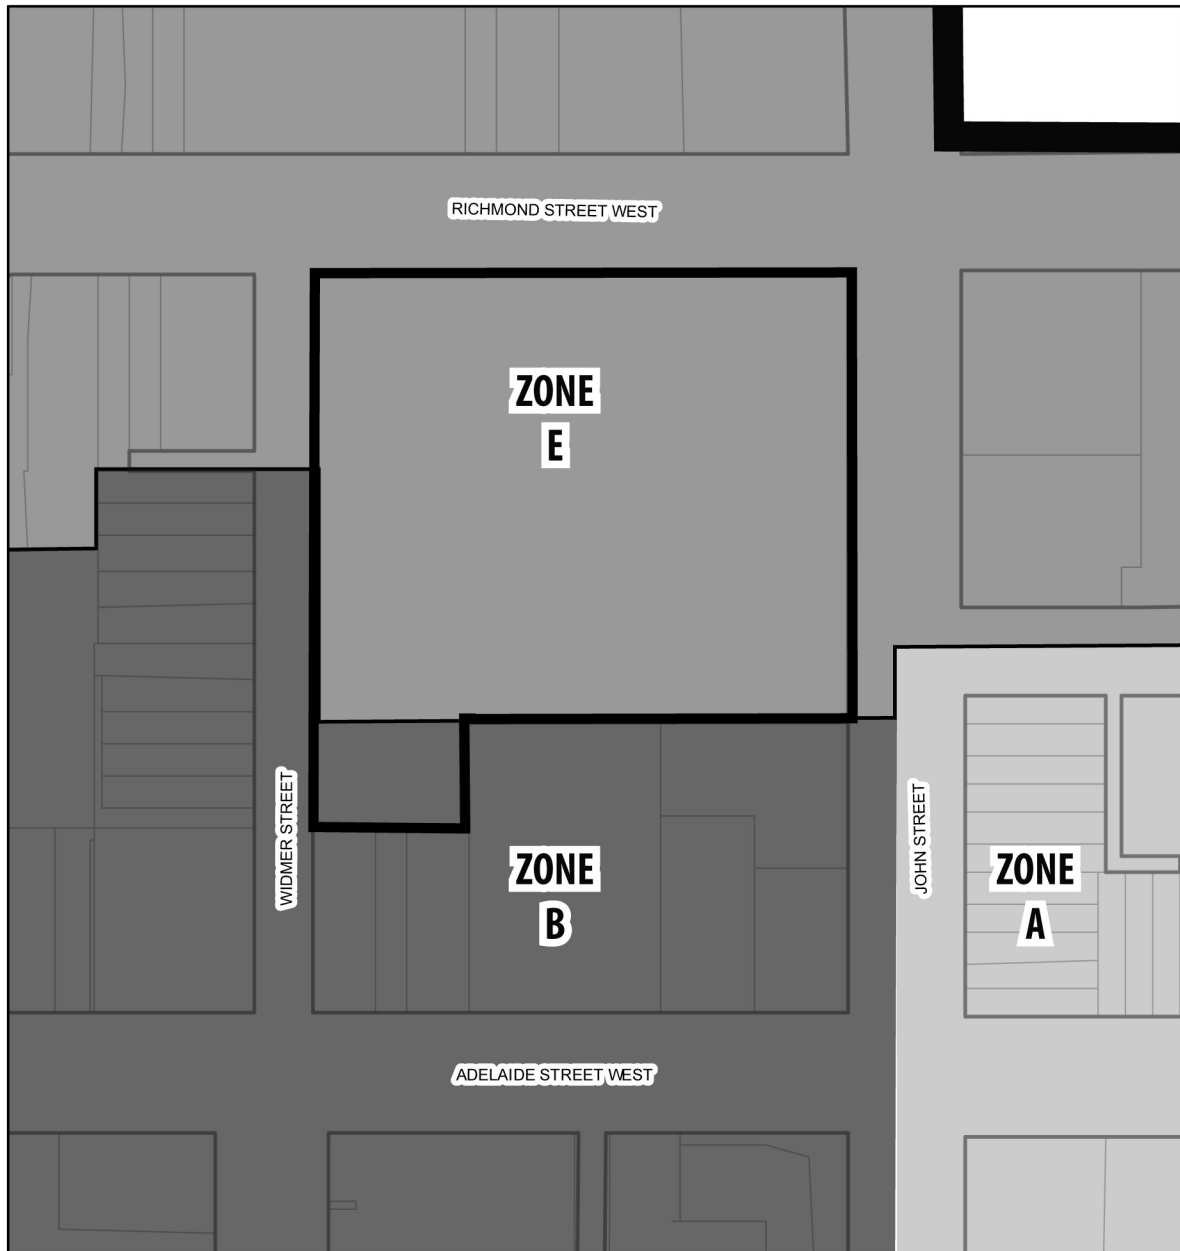 RICHMOND STREET WEST
ZONE
E
WIDMER STREET
JOHN STREET
ZONE
B
ZONE
A
ADELAIDE STREET WEST